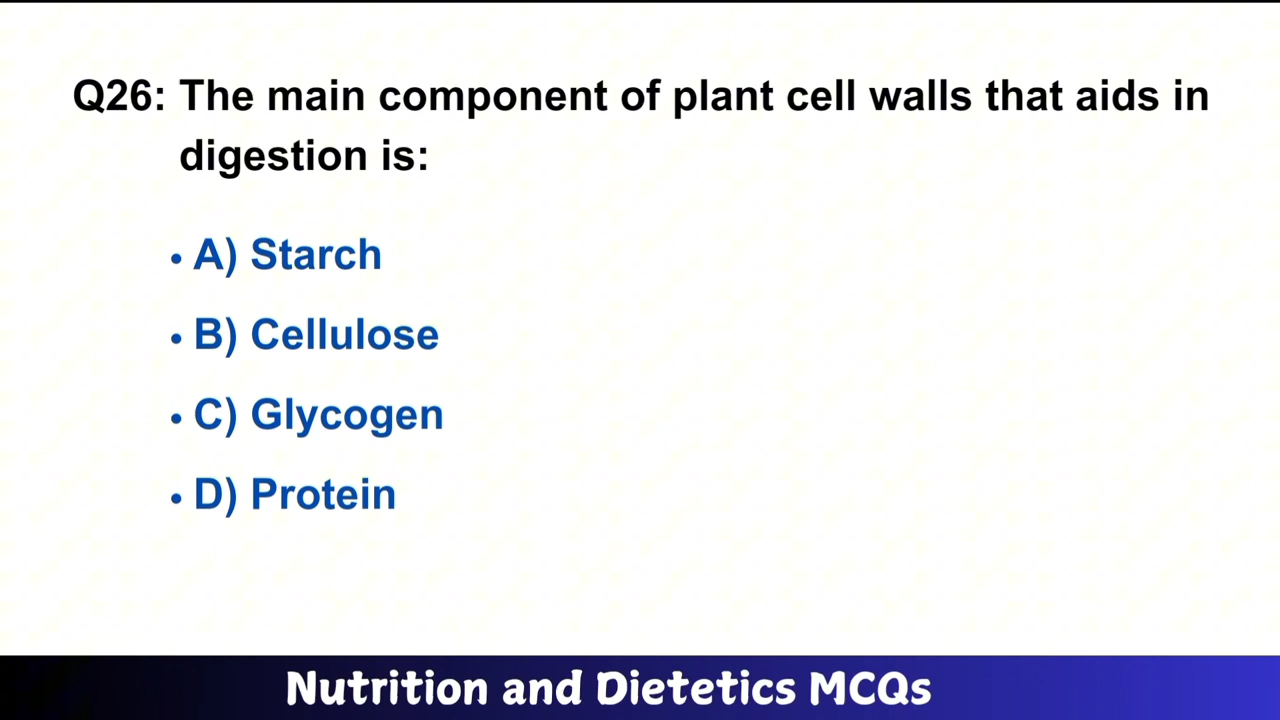 Q26: The main component of plant cell walls that aids in
digestion is:
• A) Starch
• B) Cellulose
• C) Glycogen
• D) Protein
Nutrition and Dietetics MCQs